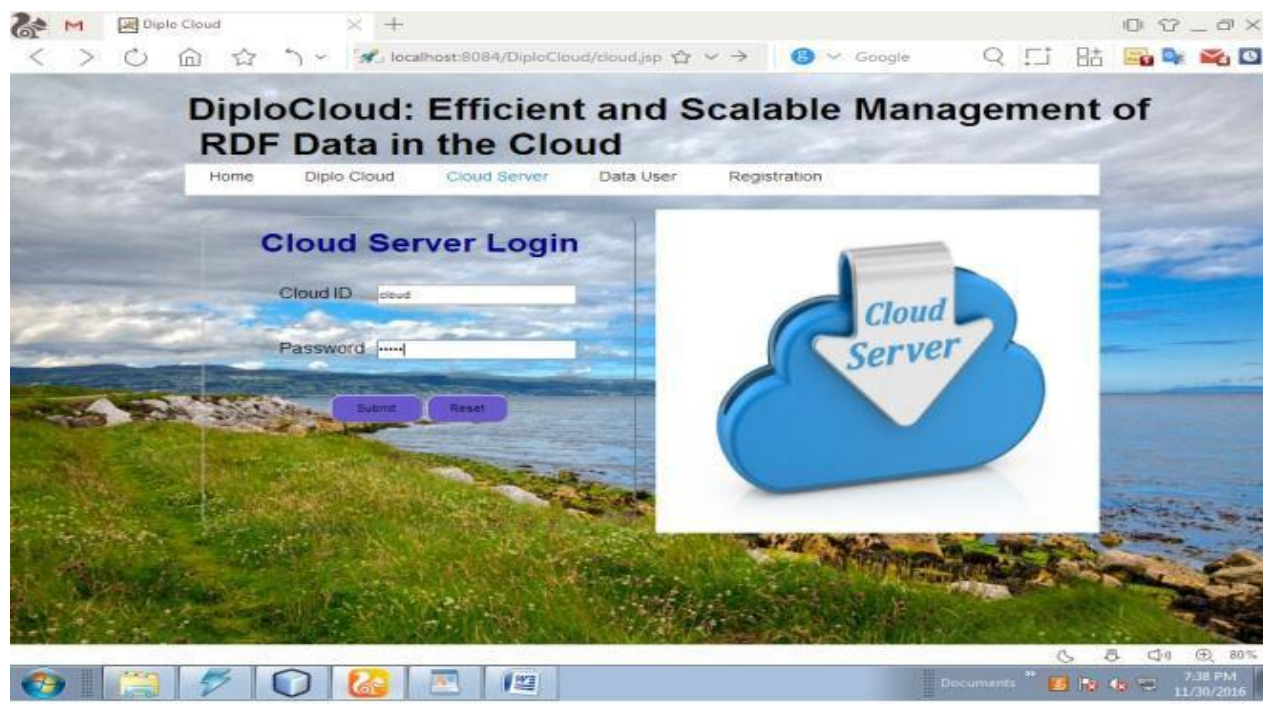 Diplo Cloud
localhost:8084/DiploCloud/cloud.jsp
Google
DiploCloud: Efficient and Scalable Management of
RDF Data in the Cloud
Home Diplo Cloud Cloud Server Data User Registration
Cloud Server Login
Cloud ID cloud
Password •••••
Submit Reset
Cloud
Server
80%
Documents
7:38 PM
11/30/2016